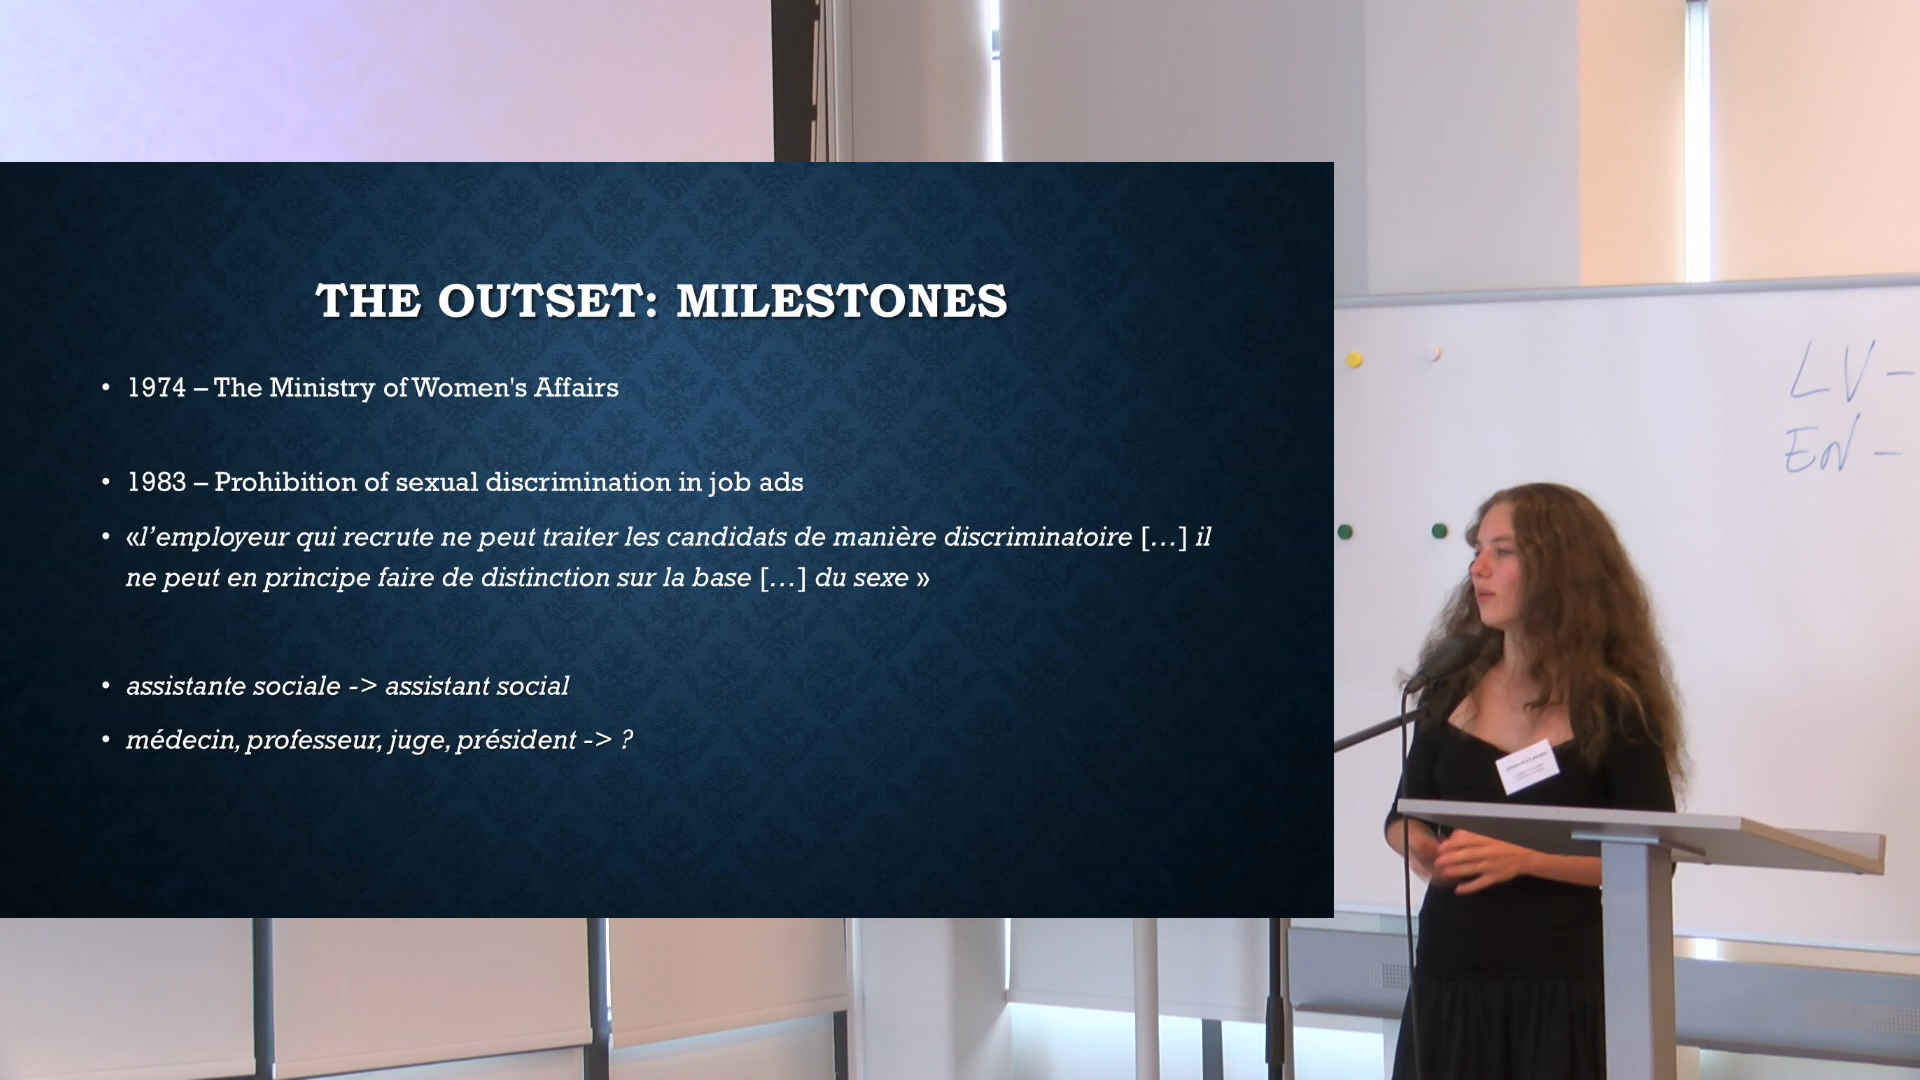 THE OUTSET: MILESTONES
• 1974 – The Ministry of Women's Affairs
• 1983 – Prohibition of sexual discrimination in job ads
• «l’employeur qui recrute ne peut traiter les candidats de manière discriminatoire […] il
ne peut en principe faire de distinction sur la base […] du sexe »
• assistante sociale -> assistant social
• médecin, professeur, juge, président -> ?
LV –
EN –